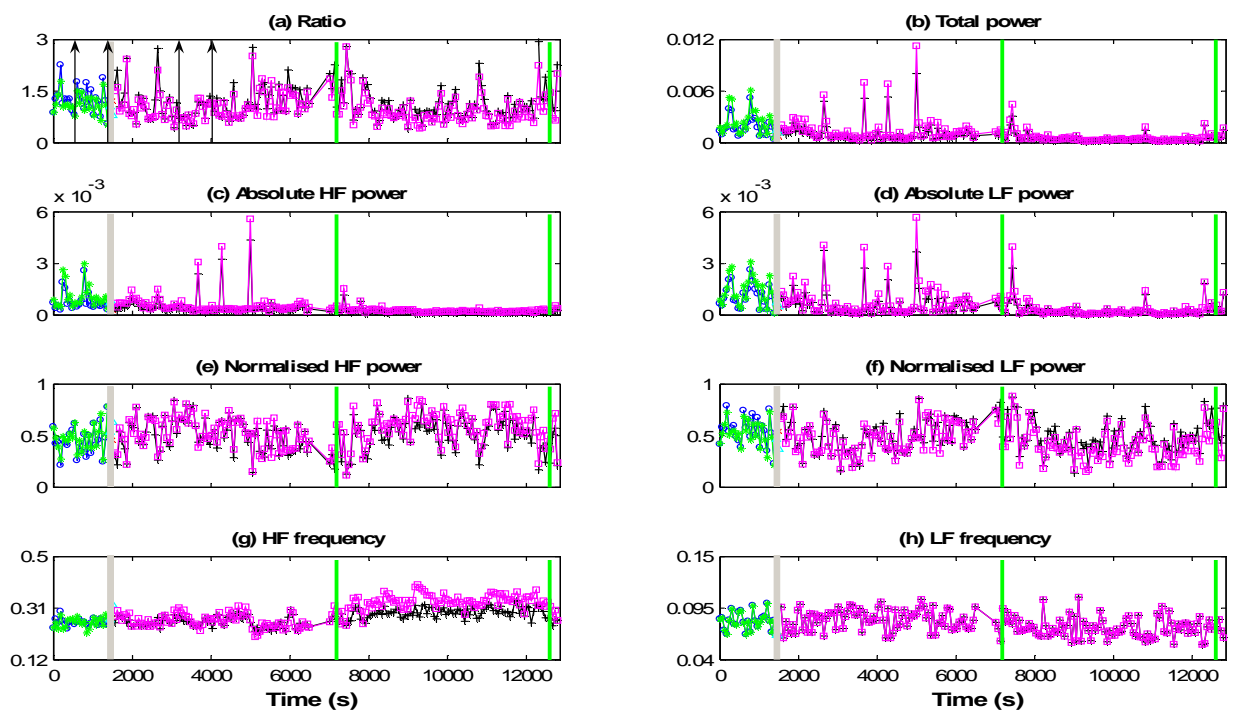 (a) Ratio
(b) Total power
3
1.5
0
0.012
0.006
0
x 10⁻³
(c) Absolute HF power
x 10⁻³
(d) Absolute LF power
6
3
0
6
3
0
(e) Normalised HF power
(f) Normalised LF power
1
0.5
0
1
0.5
0
(g) HF frequency
(h) LF frequency
0.5
0.31
0.12
0.15
0.095
0.04
2000 4000 6000 8000 10000 12000
2000 4000 6000 8000 10000 12000
Time (s)
Time (s)